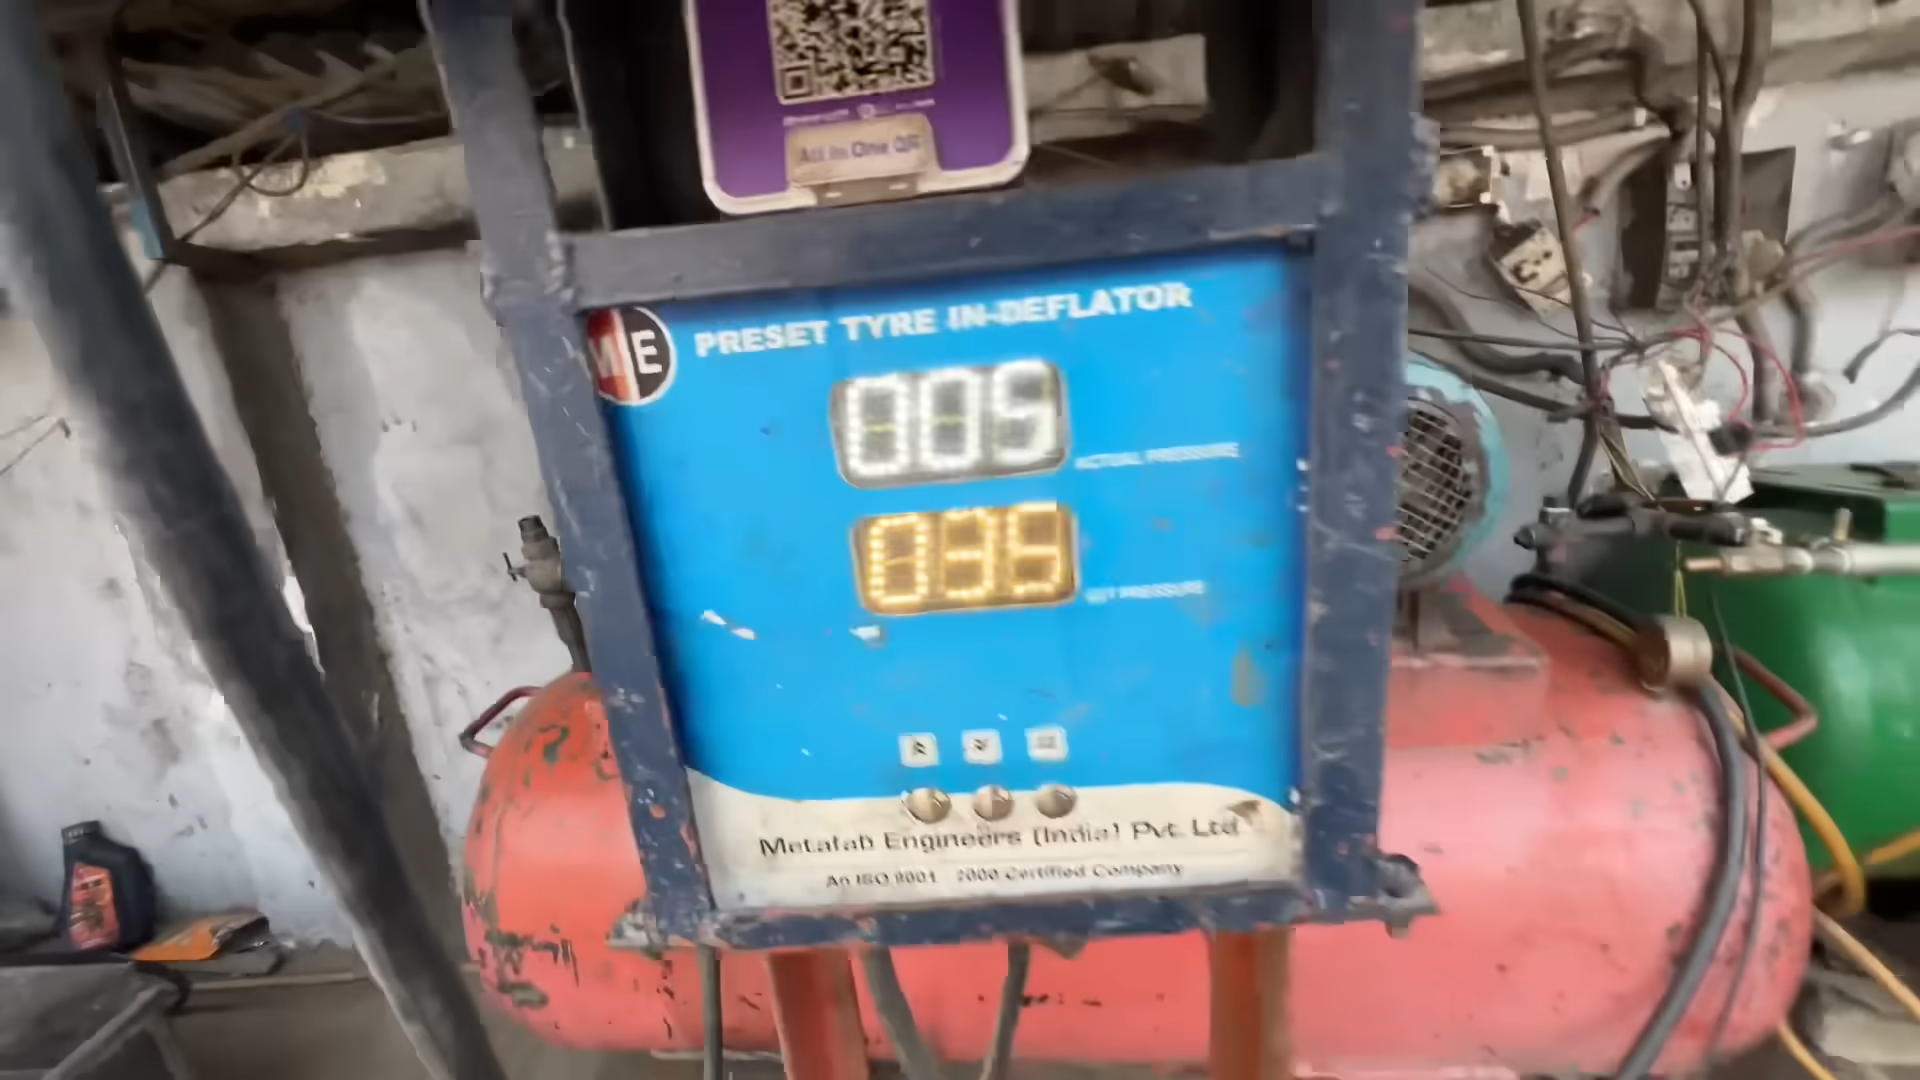 All in One QR
ME
PRESET TYRE IN-DEFLATOR
009
ACTUAL PRESSURE
035
SET PRESSURE
Metafab Engineers (India) Pvt. Ltd
An ISO 9001 2000 Certified Company